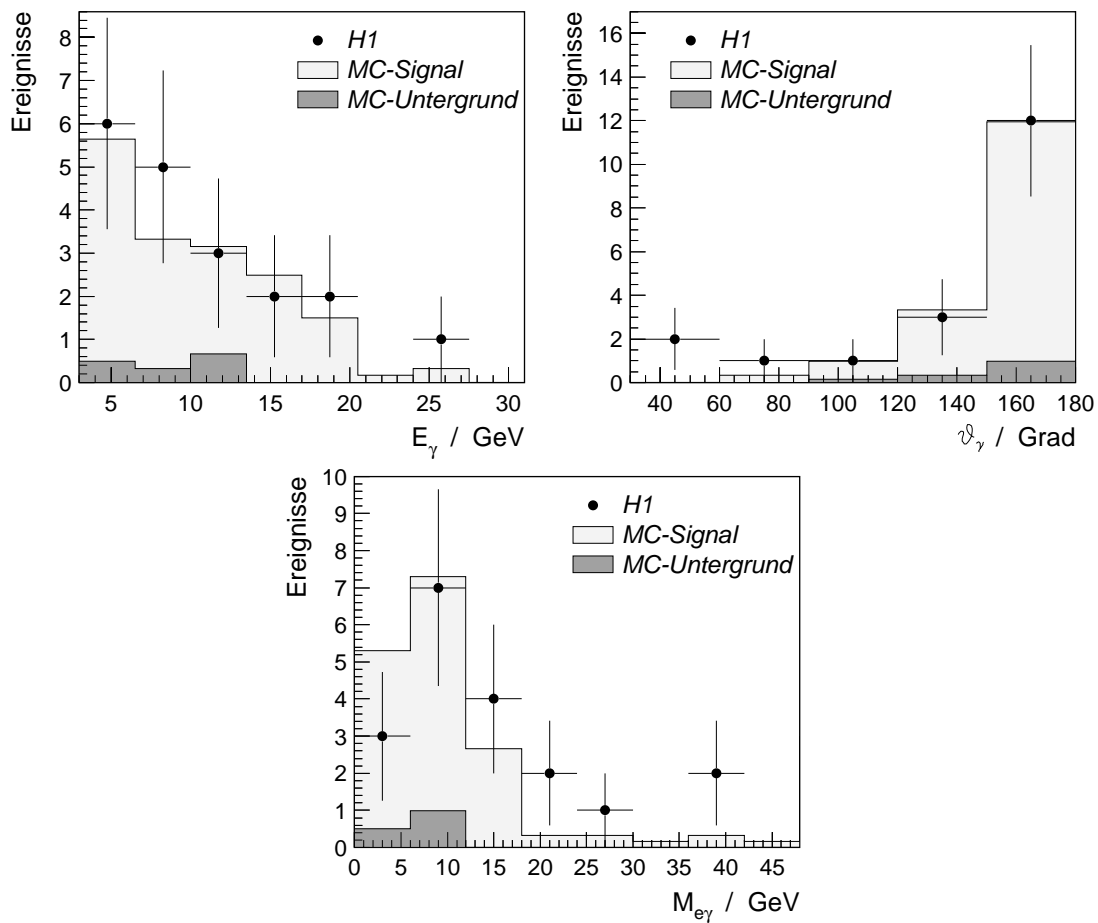 Ereignisse
8
7
6
5
4
3
2
1
0
H1
MC-Signal
MC-Untergrund
5 10 15 20 25 30
E_γ / GeV
Ereignisse
16
14
12
10
8
6
4
2
0
H1
MC-Signal
MC-Untergrund
40 60 80 100 120 140 160 180
ϑ_γ / Grad
Ereignisse
10
9
8
7
6
5
4
3
2
1
0
H1
MC-Signal
MC-Untergrund
0 5 10 15 20 25 30 35 40 45
M_eγ / GeV